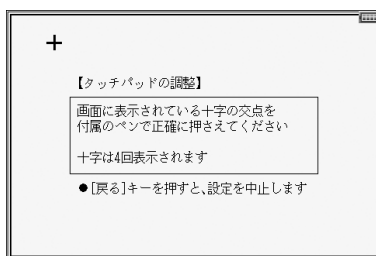 【タッチパッドの調整】
画面に表示されている十字の交点を
付属のペンで正確に押さえてください
十字は4回表示されます
●[戻る]キーを押すと、設定を中止します